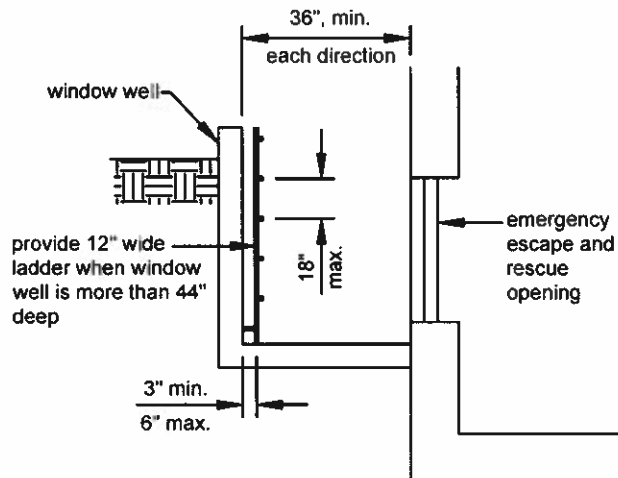 36", min.
each direction
window well
provide 12" wide
ladder when window
well is more than 44"
deep
18"
max.
emergency
escape and
rescue
opening
3" min.
6" max.